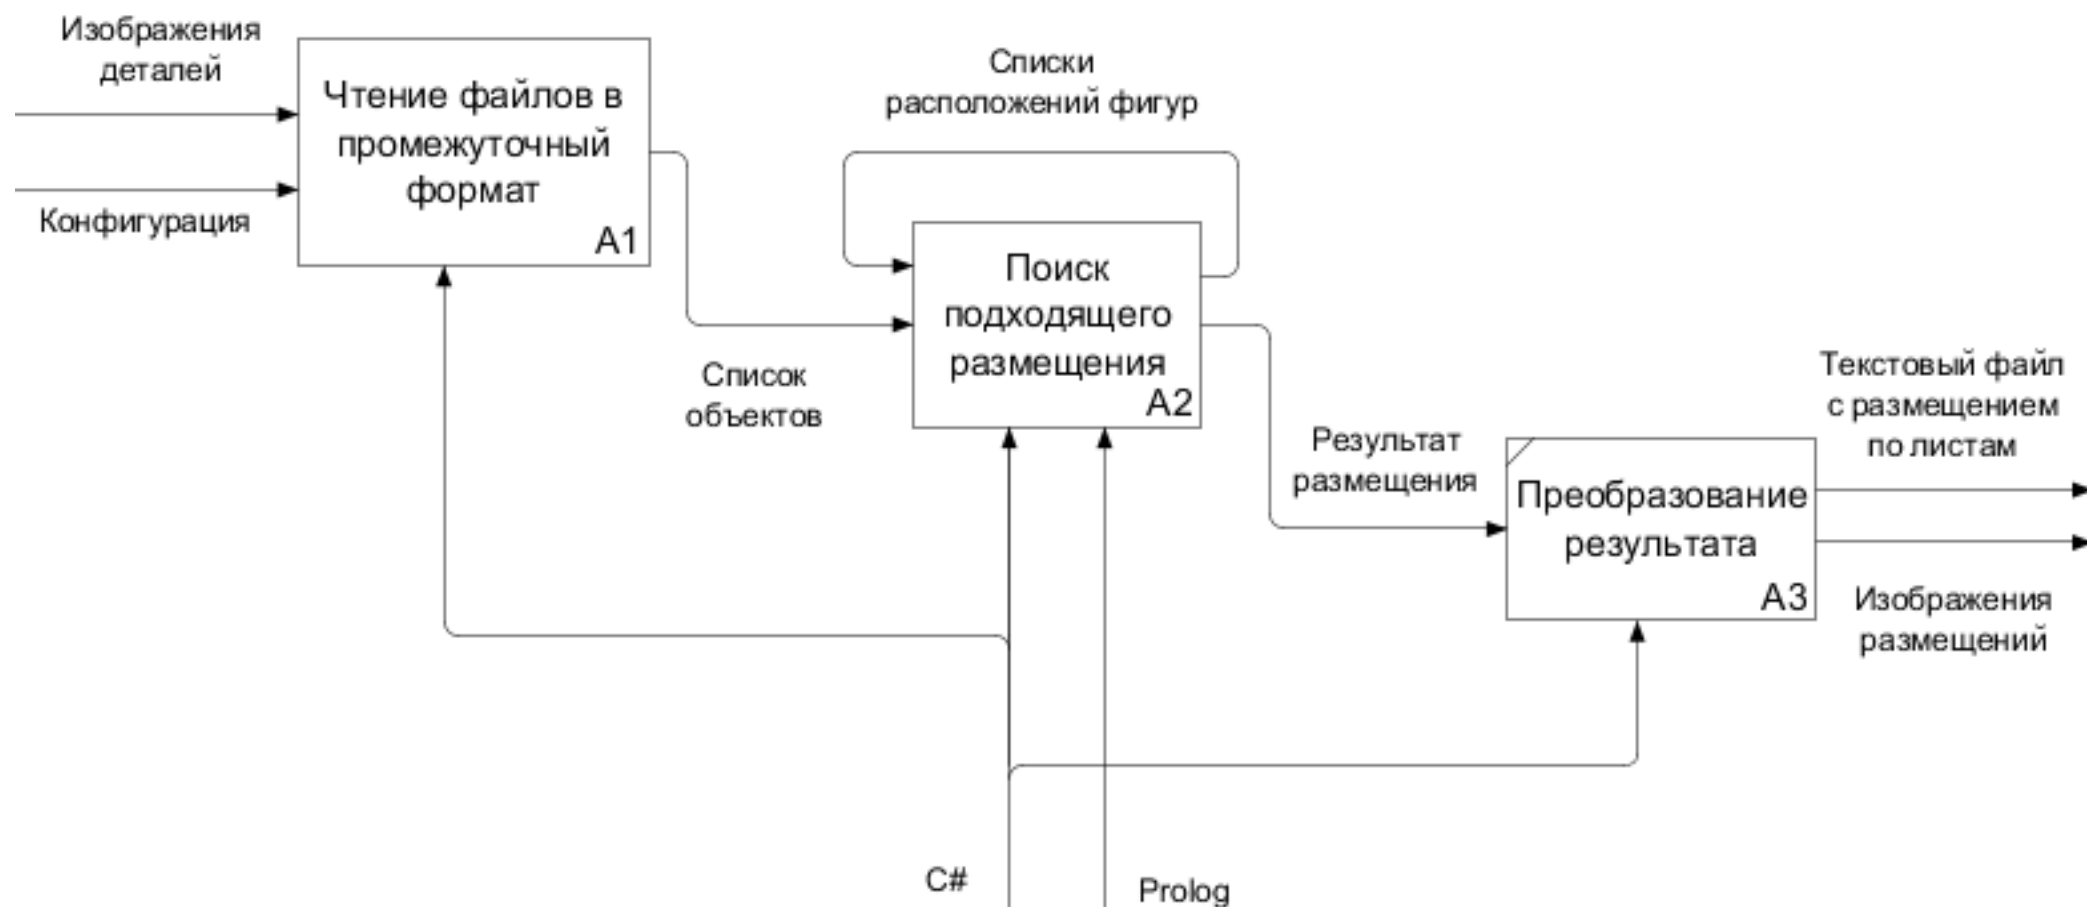 Изображения
деталей
Конфигурация
Чтение файлов в
промежуточный
формат
A1
Списки
расположений фигур
Список
объектов
Поиск
подходящего
размещения
A2
Результат
размещения
Преобразование
результата
A3
Текстовый файл
с размещением
по листам
Изображения
размещений
C#
Prolog